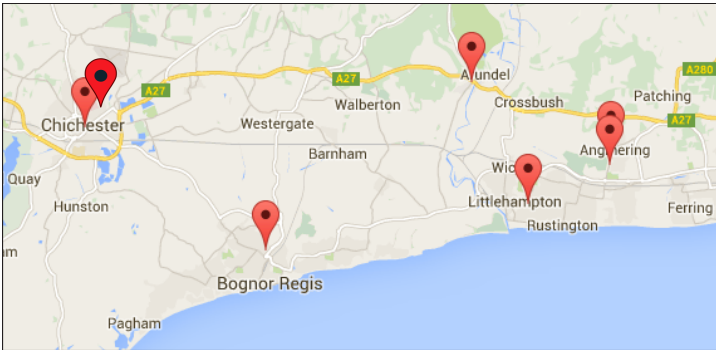 A280
A27
A27
A27
Arundel
Patching
Walberton
Crossbush
Chichester
Westergate
Angmering
Barnham
Wic
Quay
Littlehampton
Hunston
Ferring
Rustington
Bognor Regis
Pagham